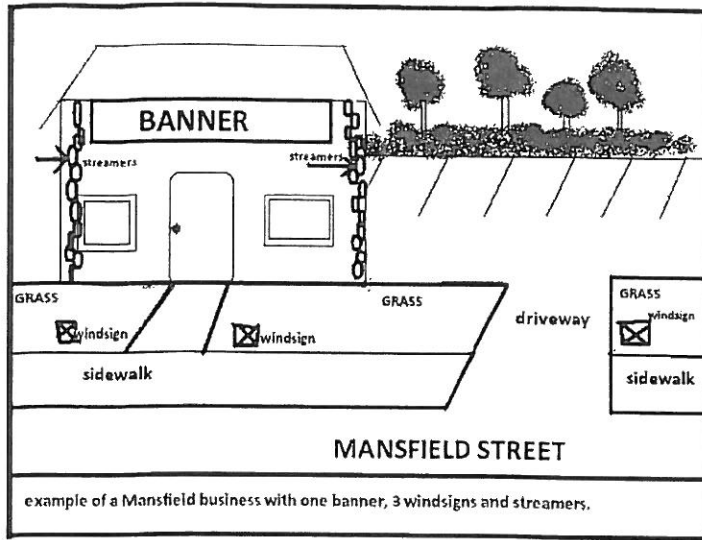 BANNER
streamers
streamers
GRASS
GRASS
GRASS
driveway
windsign
windsign
windsign
sidewalk
sidewalk
MANSFIELD STREET
example of a Mansfield business with one banner, 3 windsigns and streamers.